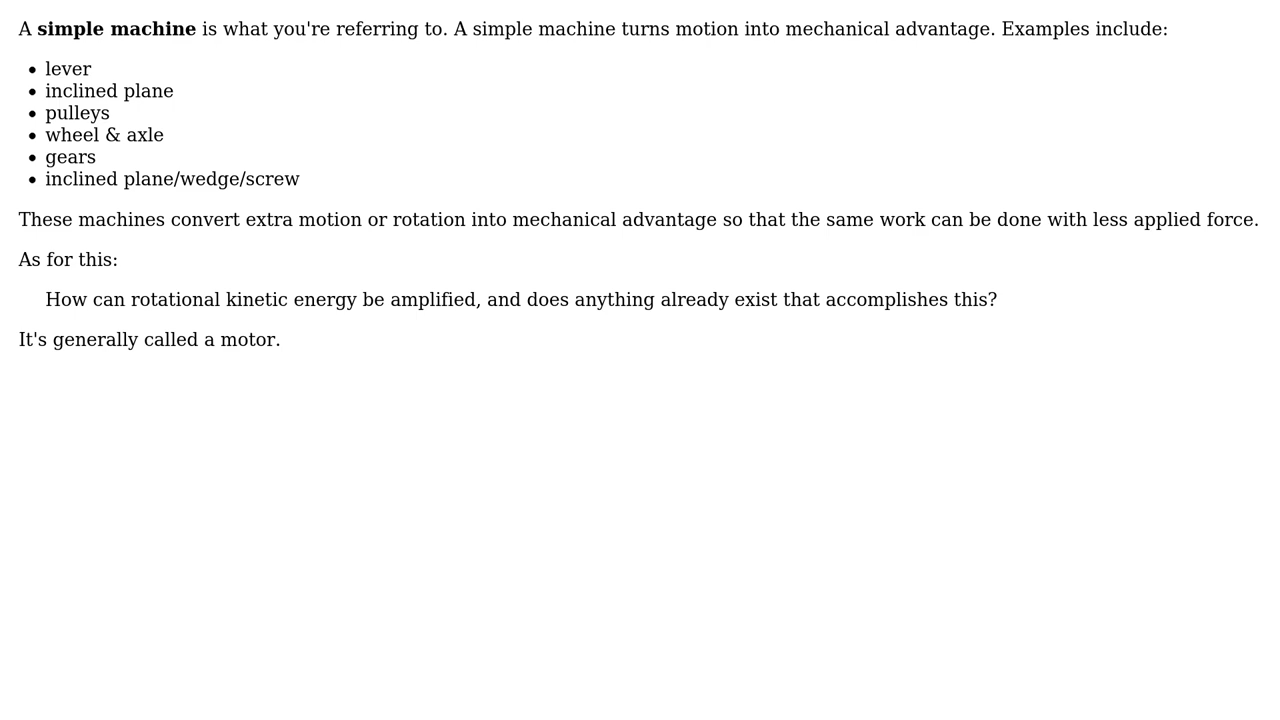 A simple machine is what you're referring to. A simple machine turns motion into mechanical advantage. Examples include:
lever
inclined plane
pulleys
wheel & axle
gears
inclined plane/wedge/screw
These machines convert extra motion or rotation into mechanical advantage so that the same work can be done with less applied force.
As for this:
How can rotational kinetic energy be amplified, and does anything already exist that accomplishes this?
It's generally called a motor.